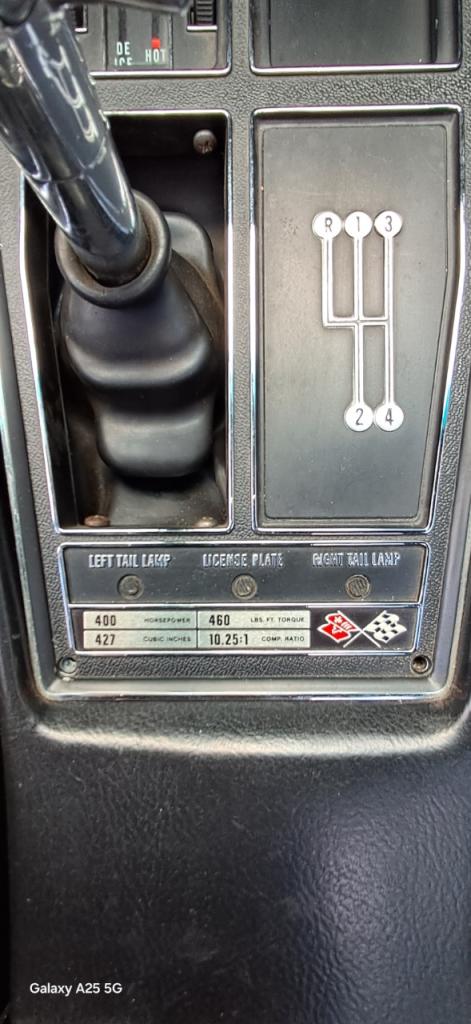 DE HOT
ICE
R 1 3
2 4
LEFT TAIL LAMP LICENSE PLATE RIGHT TAIL LAMP
400 HORSEPOWER 460 LBS. FT. TORQUE
427 CUBIC INCHES 10.25:1 COMP. RATIO
Galaxy A25 5G